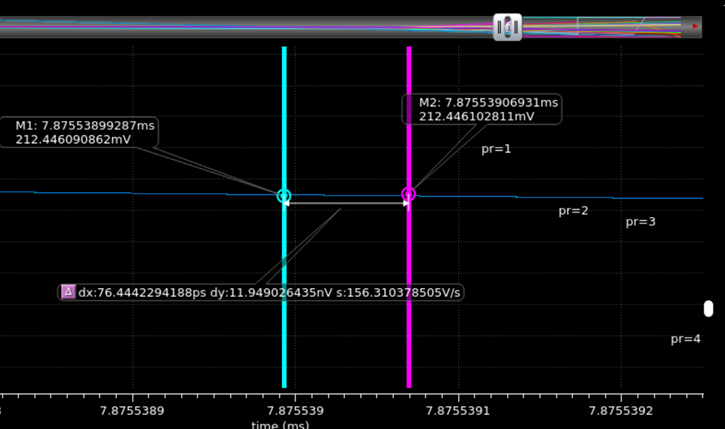 M1: 7.87553899287ms
212.446090862mV
M2: 7.87553906931ms
212.446102811mV
pr=1
pr=2
pr=3
Δ dx:76.4442294188ps dy:11.949026435nV s:156.310378505V/s
pr=4
7.8755389
7.875539
7.8755391
7.8755392
time (ms)